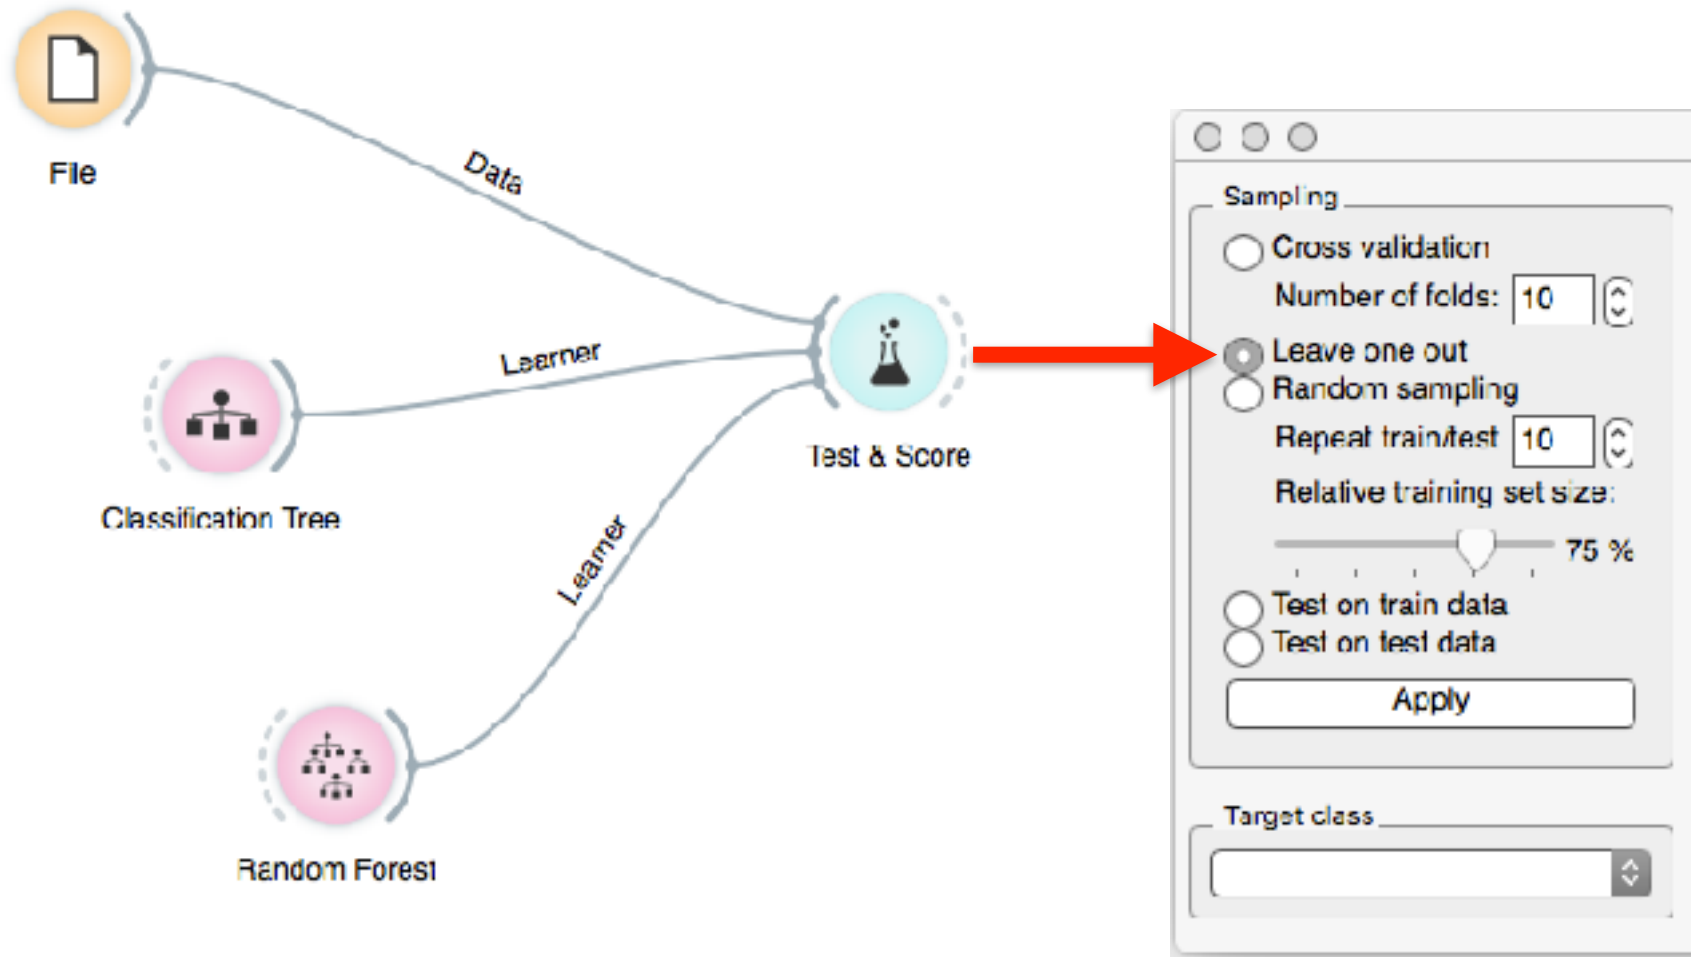 File
Data
Learner
Classification Tree
Learner
Random Forest
Test & Score
Sampling
Cross validation
Number of folds: 10
Leave one out
Random sampling
Repeat train/test 10
Relative training set size:
75 %
Test on train data
Test on test data
Apply
Target class